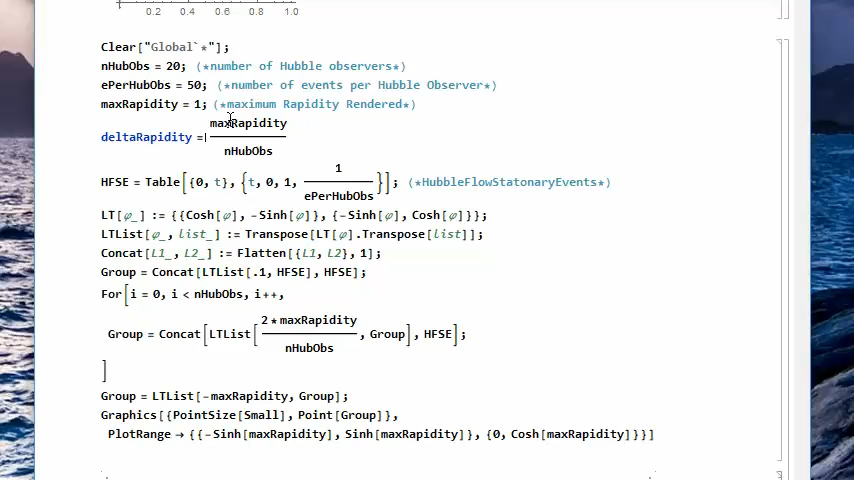 0.2 0.4 0.6 0.8 1.0
Clear["Global`*"];
nHubObs = 20; (*number of Hubble observers*)
ePerHubObs = 50; (*number of events per Hubble Observer*)
maxRapidity = 1; (*maximum Rapidity Rendered*)
deltaRapidity = maxRapidity / nHubObs
HFSE = Table[{0, t}, {t, 0, 1, 1 / ePerHubObs}]; (*HubbleFlowStatonaryEvents*)
LT[φ_] := {{Cosh[φ], -Sinh[φ]}, {-Sinh[φ], Cosh[φ]}};
LTList[φ_, list_] := Transpose[LT[φ].Transpose[list]];
Concat[L1_, L2_] := Flatten[{L1, L2}, 1];
Group = Concat[LTList[.1, HFSE], HFSE];
For[i = 0, i < nHubObs, i++,
Group = Concat[LTList[2*maxRapidity / nHubObs, Group], HFSE];
]
Group = LTList[-maxRapidity, Group];
Graphics[{PointSize[Small], Point[Group]},
PlotRange → {{-Sinh[maxRapidity], Sinh[maxRapidity]}, {0, Cosh[maxRapidity]}}]